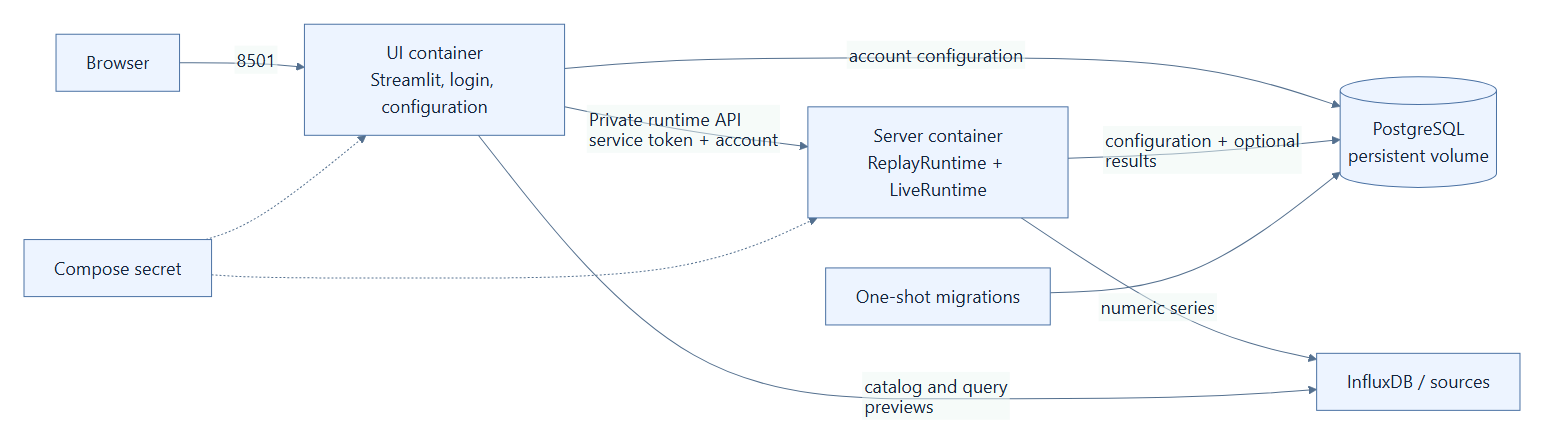 Browser
8501
UI container
Streamlit, login,
configuration
account configuration
Private runtime API
service token + account
Server container
ReplayRuntime +
LiveRuntime
configuration + optional
results
PostgreSQL
persistent volume
Compose secret
One-shot migrations
numeric series
catalog and query
previews
InfluxDB / sources